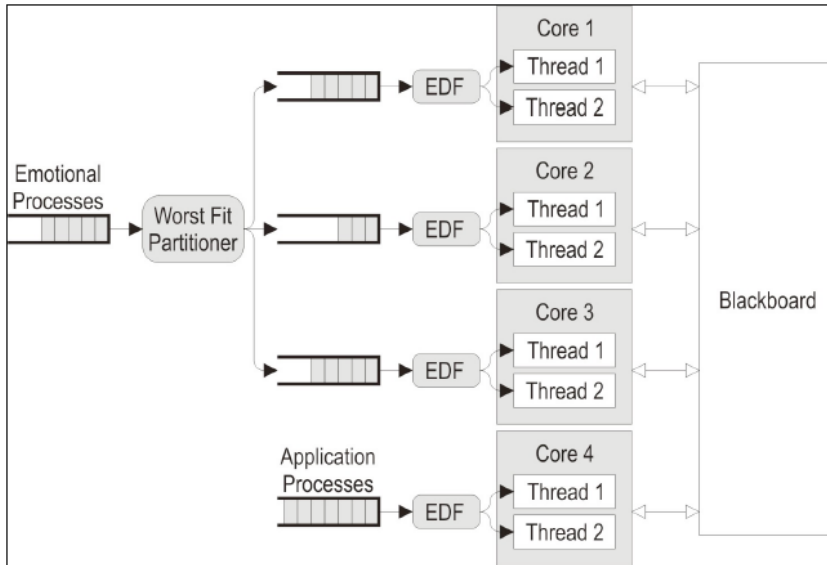 Core 1
Thread 1
EDF
Thread 2
Emotional
Processes
Worst Fit
Partitioner
Core 2
Thread 1
EDF
Thread 2
Blackboard
Core 3
Thread 1
EDF
Thread 2
Application
Processes
Core 4
Thread 1
EDF
Thread 2